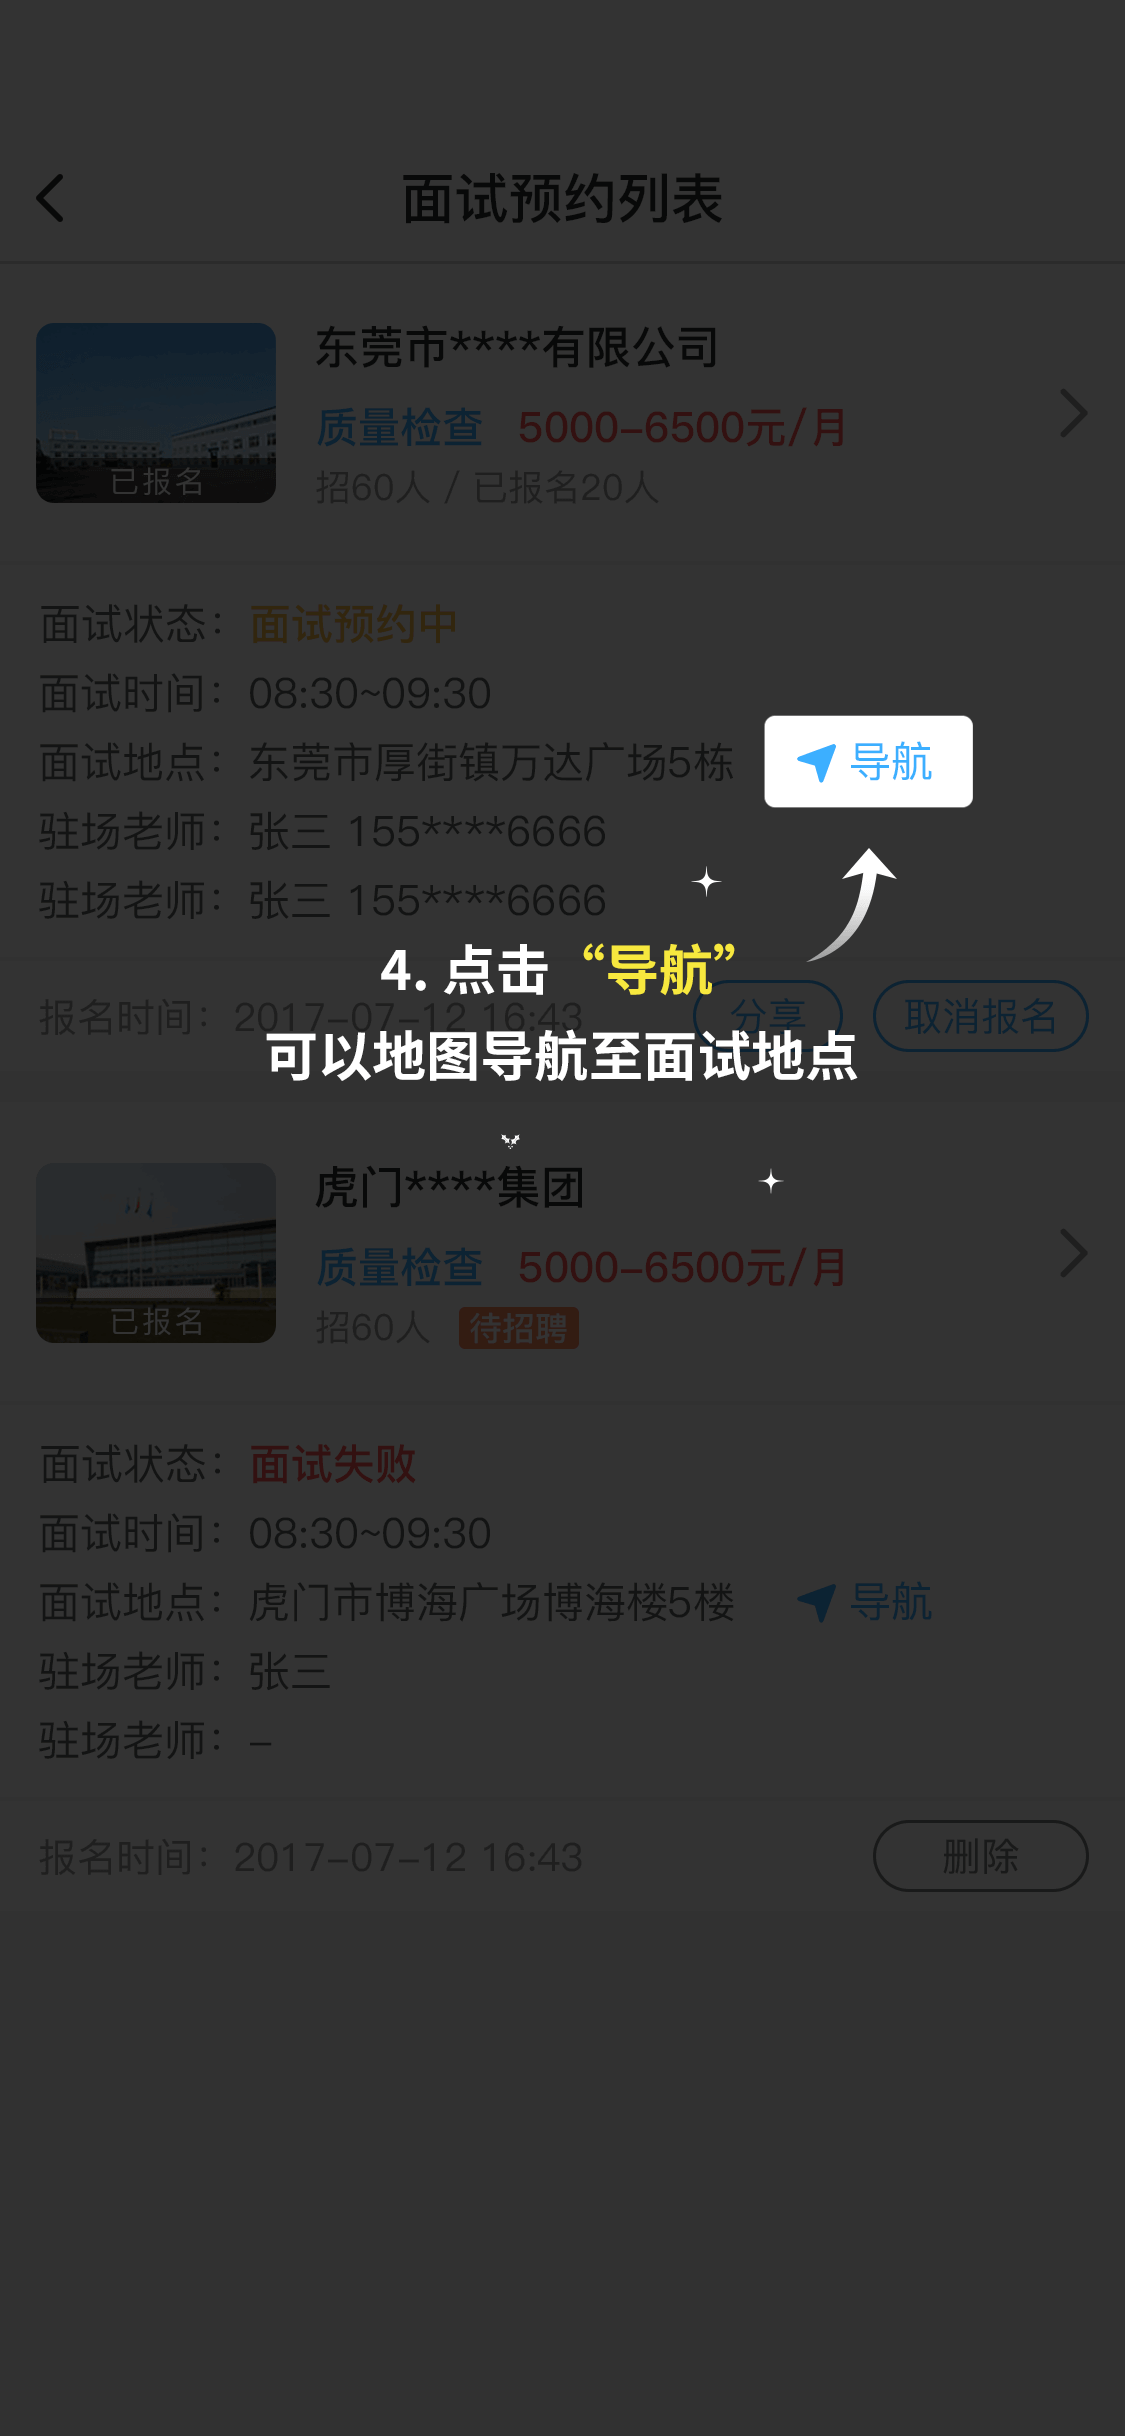 面试预约列表
东莞市****有限公司
质量检查 5000-6500元/月
已报名
招60人 / 已报名20人
面试状态：面试预约中
面试时间：08:30~09:30
面试地点：东莞市厚街镇万达广场5栋 导航
驻场老师：张三 155****6666
驻场老师：张三 155****6666
4. 点击“导航”
报名时间：2017-07-12 16:43 分享 取消报名
可以地图导航至面试地点
虎门****集团
质量检查 5000-6500元/月
已报名
招60人 待招聘
面试状态：面试失败
面试时间：08:30~09:30
面试地点：虎门市博海广场博海楼5楼 导航
驻场老师：张三
驻场老师：-
报名时间：2017-07-12 16:43 删除